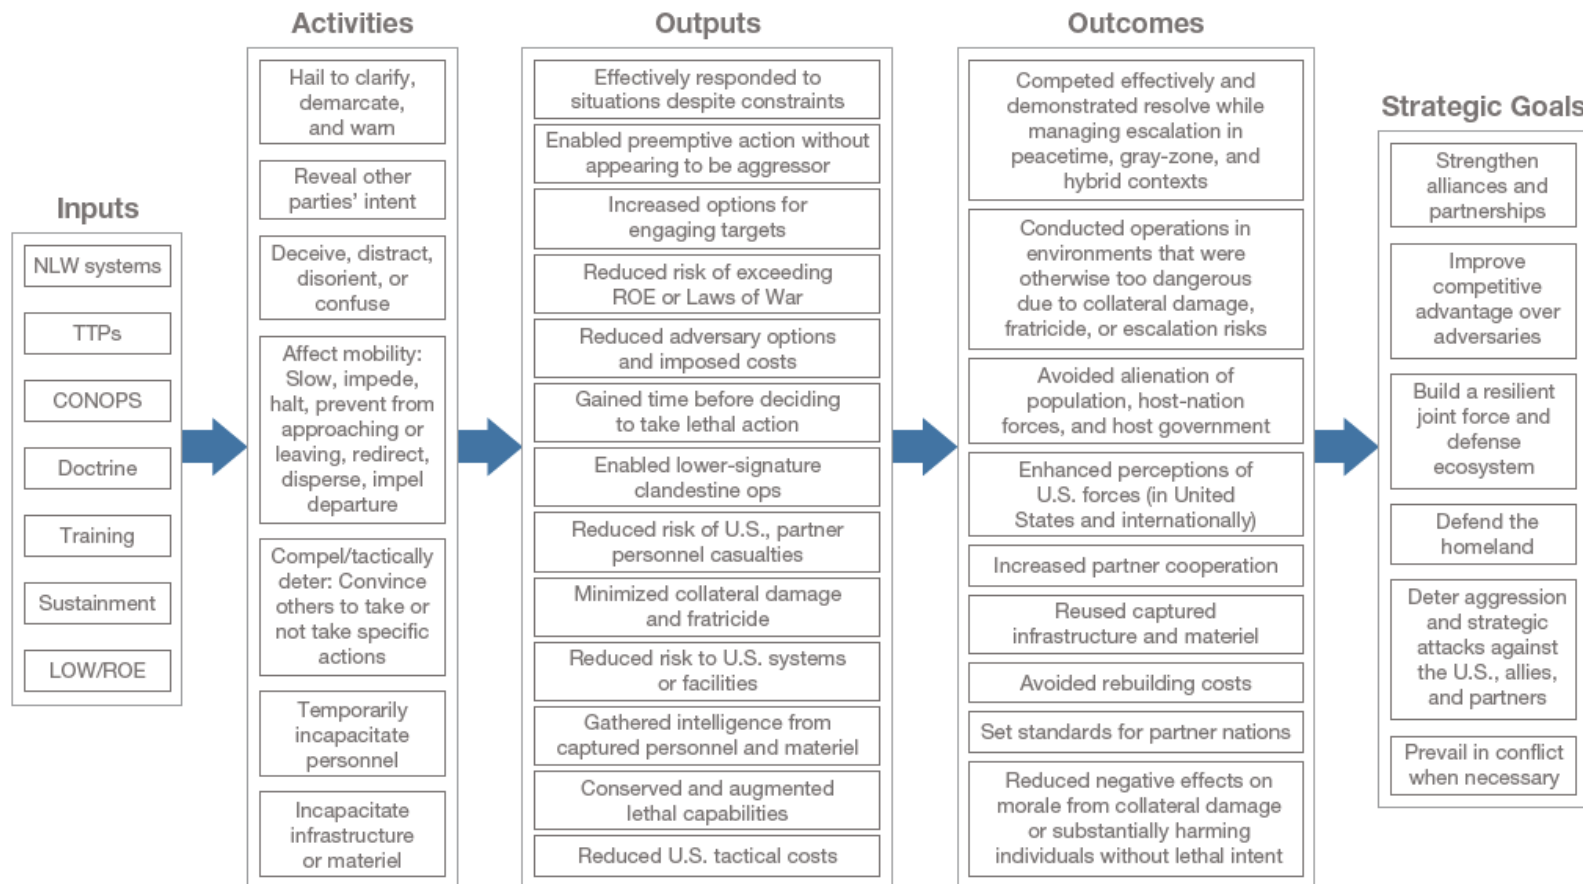 Inputs
NLW systems
TTPs
CONOPS
Doctrine
Training
Sustainment
LOW/ROE
Activities
Hail to clarify,
demarcate,
and warn
Reveal other
parties’ intent
Deceive, distract,
disorient, or
confuse
Affect mobility:
Slow, impede,
halt, prevent from
approaching or
leaving, redirect,
disperse, impel
departure
Compel/tactically
deter: Convince
others to take or
not take specific
actions
Temporarily
incapacitate
personnel
Incapacitate
infrastructure
or materiel
Outputs
Effectively responded to
situations despite constraints
Enabled preemptive action without
appearing to be aggressor
Increased options for
engaging targets
Reduced risk of exceeding
ROE or Laws of War
Reduced adversary options
and imposed costs
Gained time before deciding
to take lethal action
Enabled lower-signature
clandestine ops
Reduced risk of U.S., partner
personnel casualties
Minimized collateral damage
and fratricide
Reduced risk to U.S. systems
or facilities
Gathered intelligence from
captured personnel and materiel
Conserved and augmented
lethal capabilities
Reduced U.S. tactical costs
Outcomes
Competed effectively and
demonstrated resolve while
managing escalation in
peacetime, gray-zone, and
hybrid contexts
Conducted operations in
environments that were
otherwise too dangerous
due to collateral damage,
fratricide, or escalation risks
Avoided alienation of
population, host-nation
forces, and host government
Enhanced perceptions of
U.S. forces (in United
States and internationally)
Increased partner cooperation
Reused captured
infrastructure and materiel
Avoided rebuilding costs
Set standards for partner nations
Reduced negative effects on
morale from collateral damage
or substantially harming
individuals without lethal intent
Strategic Goals
Strengthen
alliances and
partnerships
Improve
competitive
advantage over
adversaries
Build a resilient
joint force and
defense
ecosystem
Defend the
homeland
Deter aggression
and strategic
attacks against
the U.S., allies,
and partners
Prevail in conflict
when necessary